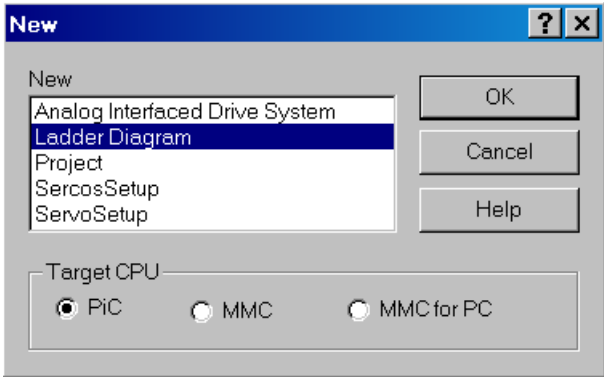 New
New
Analog Interfaced Drive System
Ladder Diagram
Project
SercosSetup
ServoSetup
OK
Cancel
Help
Target CPU
PiC MMC MMC for PC